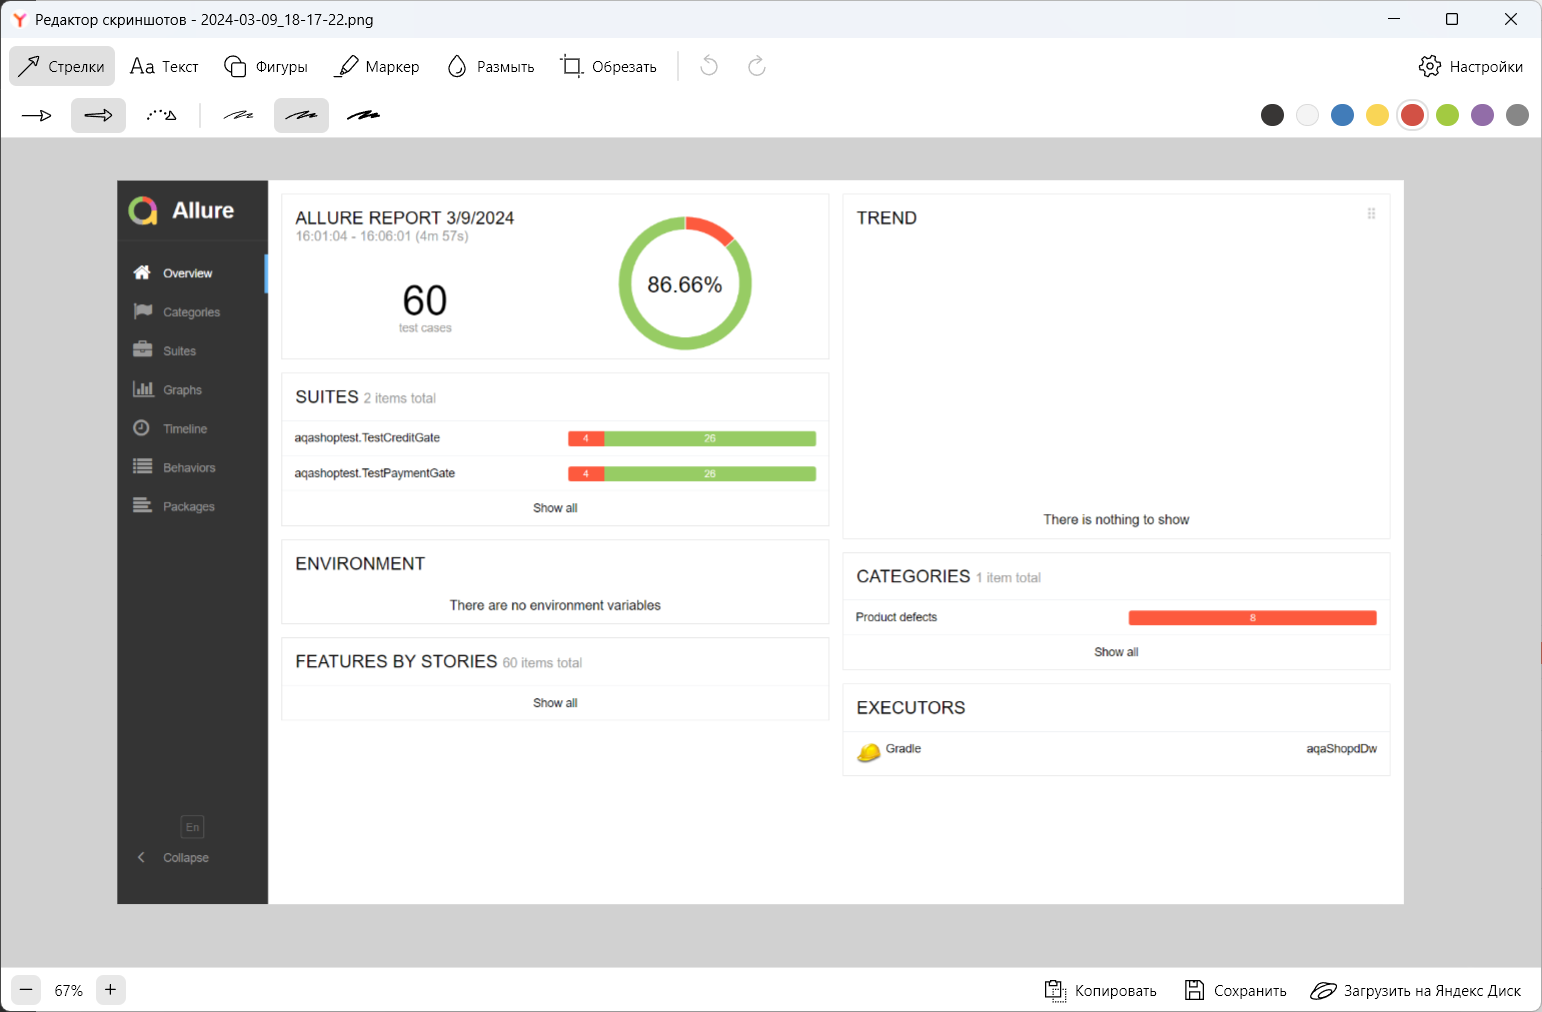 Редактор скриншотов - 2024-03-09_18-17-22.png
Стрелки
Aa Текст
Фигуры
Маркер
Размыть
Обрезать
Настройки
Allure
Overview
Categories
Suites
Graphs
Timeline
Behaviors
Packages
En
Collapse
ALLURE REPORT 3/9/2024
16:01:04 - 16:06:01 (4m 57s)
60
test cases
86.66%
SUITES 2 items total
aqashoptest.TestCreditGate 4 26
aqashoptest.TestPaymentGate 4 26
Show all
ENVIRONMENT
There are no environment variables
FEATURES BY STORIES 60 items total
Show all
TREND
There is nothing to show
CATEGORIES 1 item total
Product defects 8
Show all
EXECUTORS
Gradle aqaShopdDw
67%
Копировать
Сохранить
Загрузить на Яндекс Диск